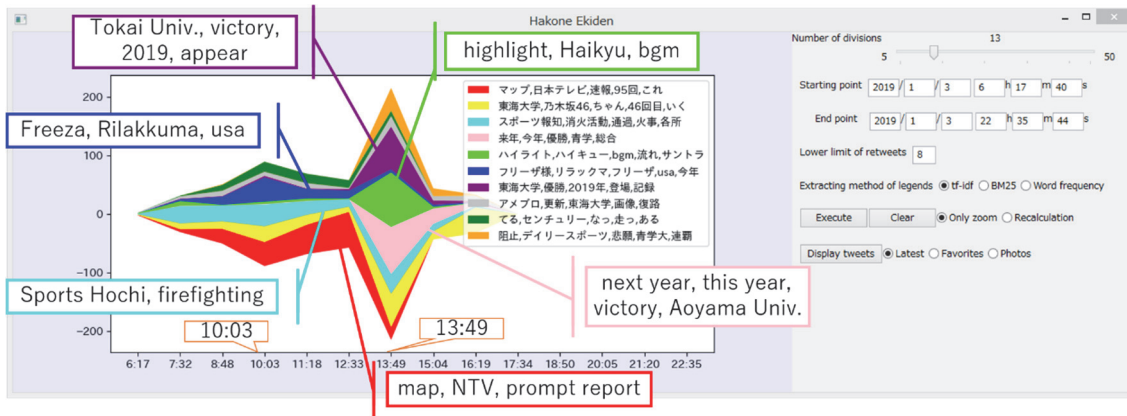 Hakone Ekiden
Tokai Univ., victory,
2019, appear
highlight, Haikyu, bgm
Freeza, Rilakkuma, usa
Sports Hochi, firefighting
next year, this year,
victory, Aoyama Univ.
map, NTV, prompt report
10:03
13:49
200
100
0
−100
−200
6:17 7:32 8:48 10:03 11:18 12:33 13:49 15:04 16:19 17:34 18:50 20:05 21:20 22:35
マップ,日本テレビ,速報,95回,これ
東海大学,乃木坂46,ちゃん,46回目,いく
スポーツ報知,消火活動,通過,火事,各所
来年,今年,優勝,青学,総合
ハイライト,ハイキュー,bgm,流れ,サントラ
フリーザ様,リラックマ,フリーザ,usa,今年
東海大学,優勝,2019年,登場,記録
アメブロ,更新,東海大学,画像,復路
てる,センチュリー,なっ,走っ,ある
阻止,デイリースポーツ,悲願,青学大,連覇
Number of divisions
13
5 50
Starting point 2019 / 1 / 3 6 h 17 m 40 s
End point 2019 / 1 / 3 22 h 35 m 44 s
Lower limit of retweets 8
Extracting method of legends tf-idf BM25 Word frequency
Execute Clear Only zoom Recalculation
Display tweets Latest Favorites Photos